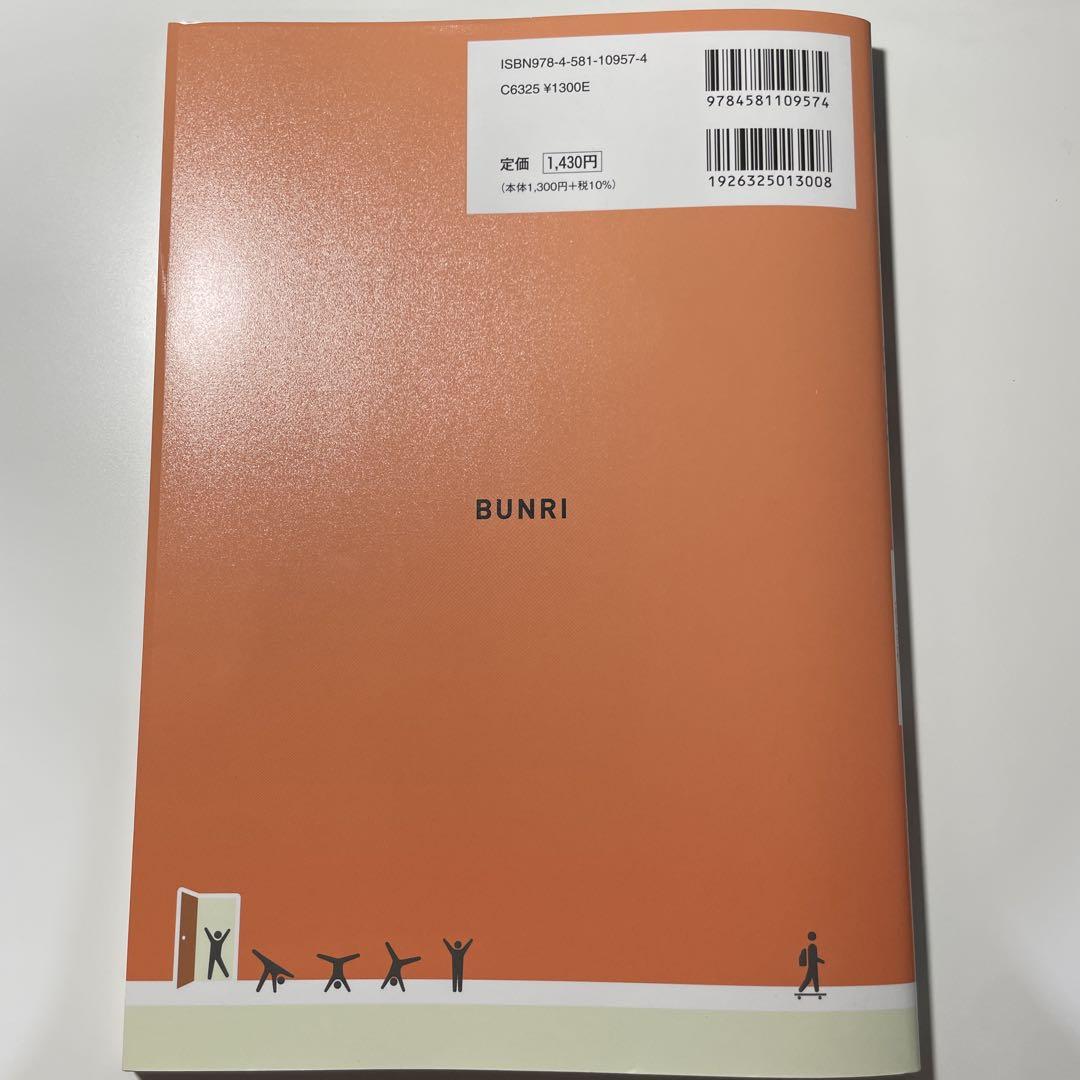 ISBN978-4-581-10957-4
C6325 ¥1300E
定価 1,430円
(本体1,300円+税10%)
9784581109574
1926325013008
BUNRI